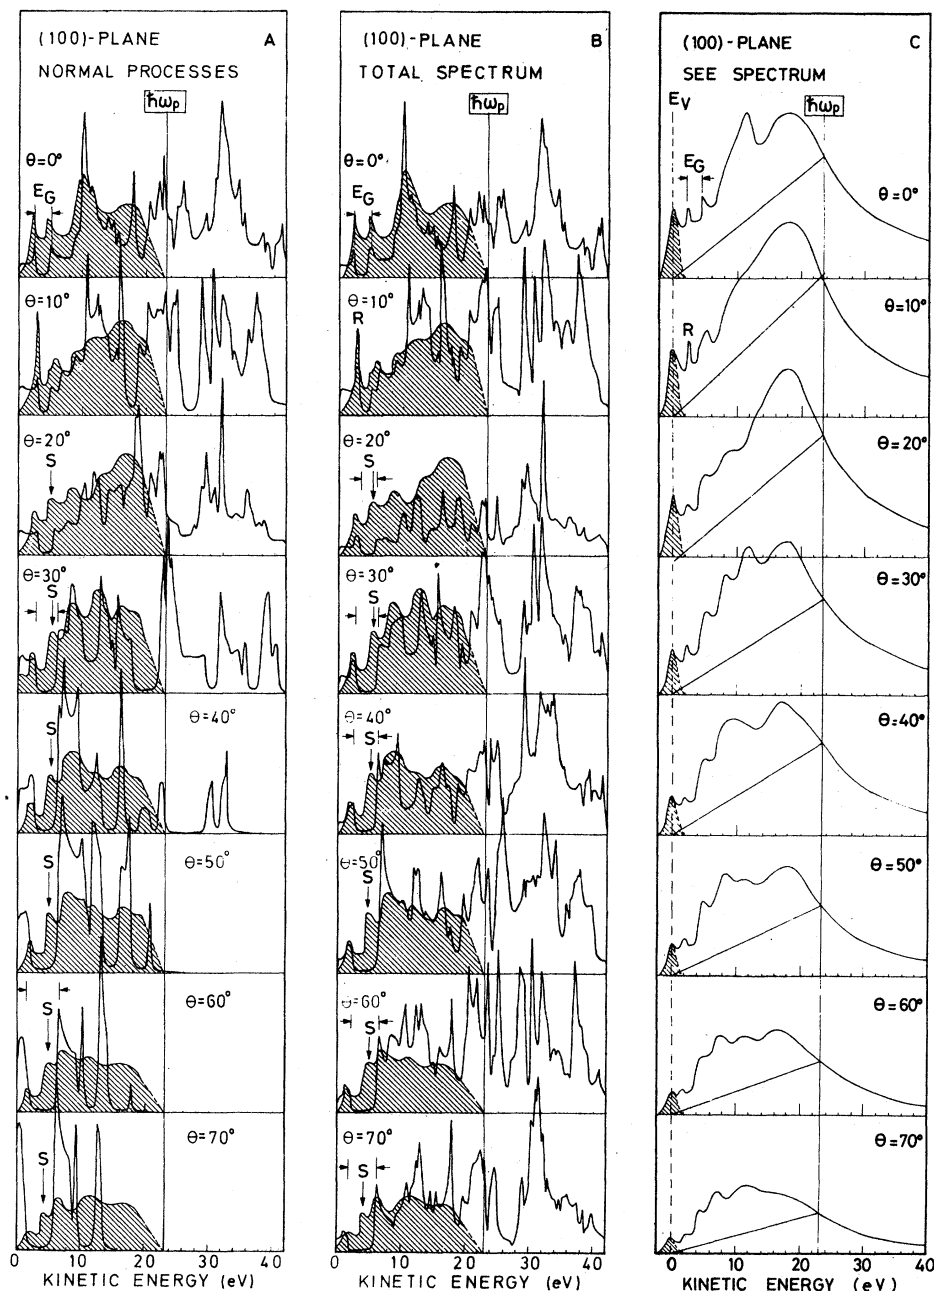 (100)-PLANE A
NORMAL PROCESSES
ħωp
θ=0°
EG
θ=10°
θ=20°
S
θ=30°
S
θ=40°
S
θ=50°
S
θ=60°
S
θ=70°
S
0 10 20 30 40
KINETIC ENERGY (eV)
(100)-PLANE B
TOTAL SPECTRUM
ħωp
θ=0°
EG
θ=10°
R
θ=20°
S
θ=30°
S
θ=40°
S
θ=50°
S
θ=60°
S
θ=70°
S
0 10 20 30 40
KINETIC ENERGY (eV)
(100)-PLANE C
SEE SPECTRUM
EV
ħωp
EG
θ=0°
R
θ=10°
θ=20°
θ=30°
θ=40°
θ=50°
θ=60°
θ=70°
0 10 20 30 40
KINETIC ENERGY (eV)